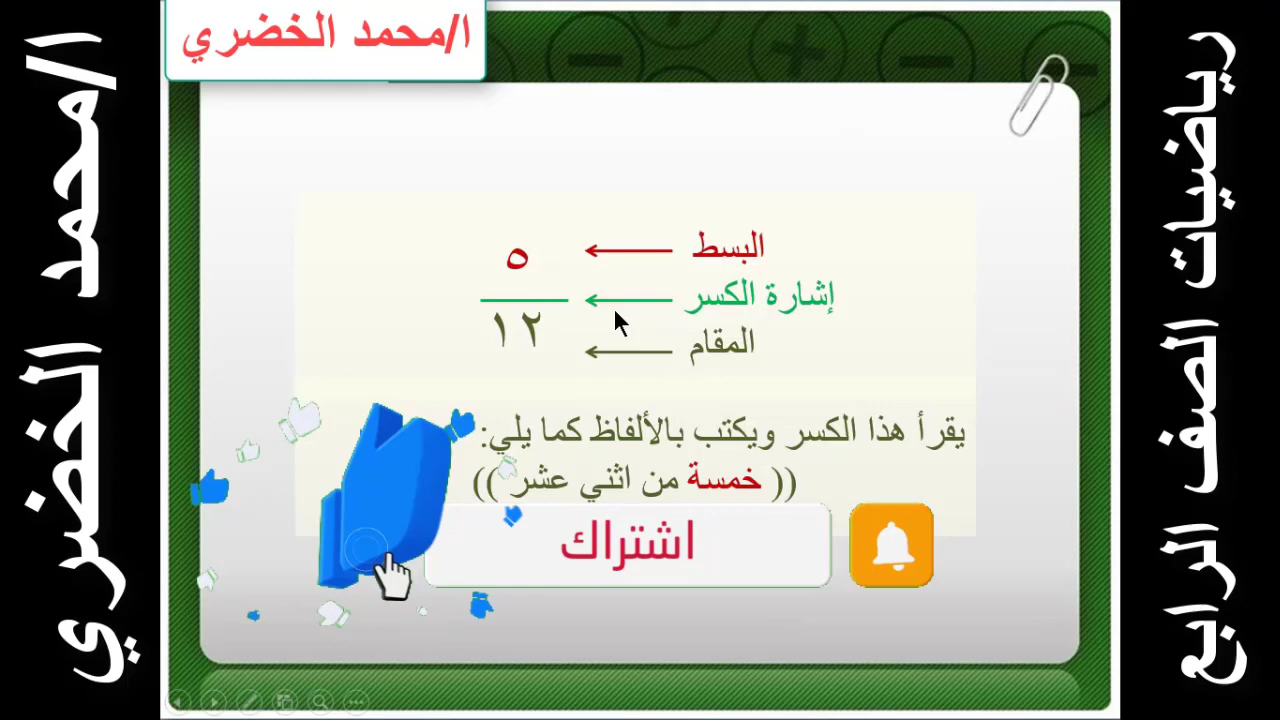 ا/محمد الخضري
البسط
٥
إشارة الكسر
المقام
١٢
يقرأ هذا الكسر ويكتب بالألفاظ كما يلي:
(( خمسة من اثني عشر ))
اشتراك
رياضيات الصف الرابع
ا/محمد الخضري